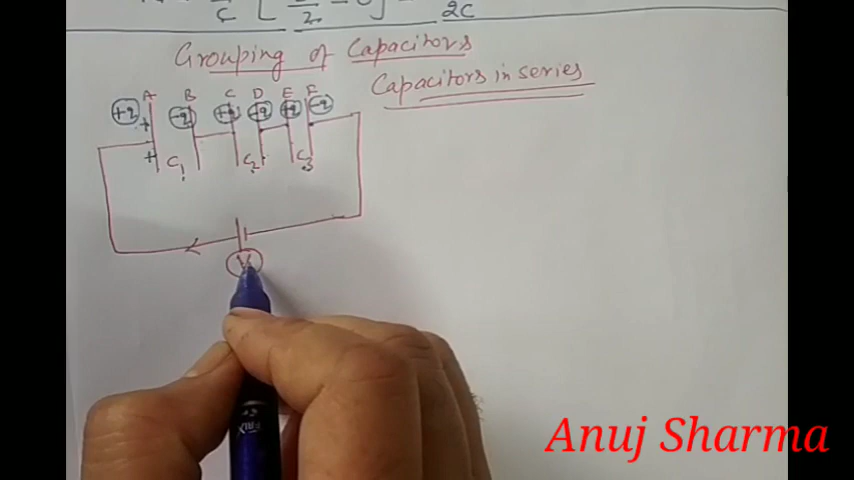 2C
Grouping of Capacitors
Capacitors in series
A B C D E F
+q -q +q -q +q -q
+
+
C1 C2 C3
V
Anuj Sharma